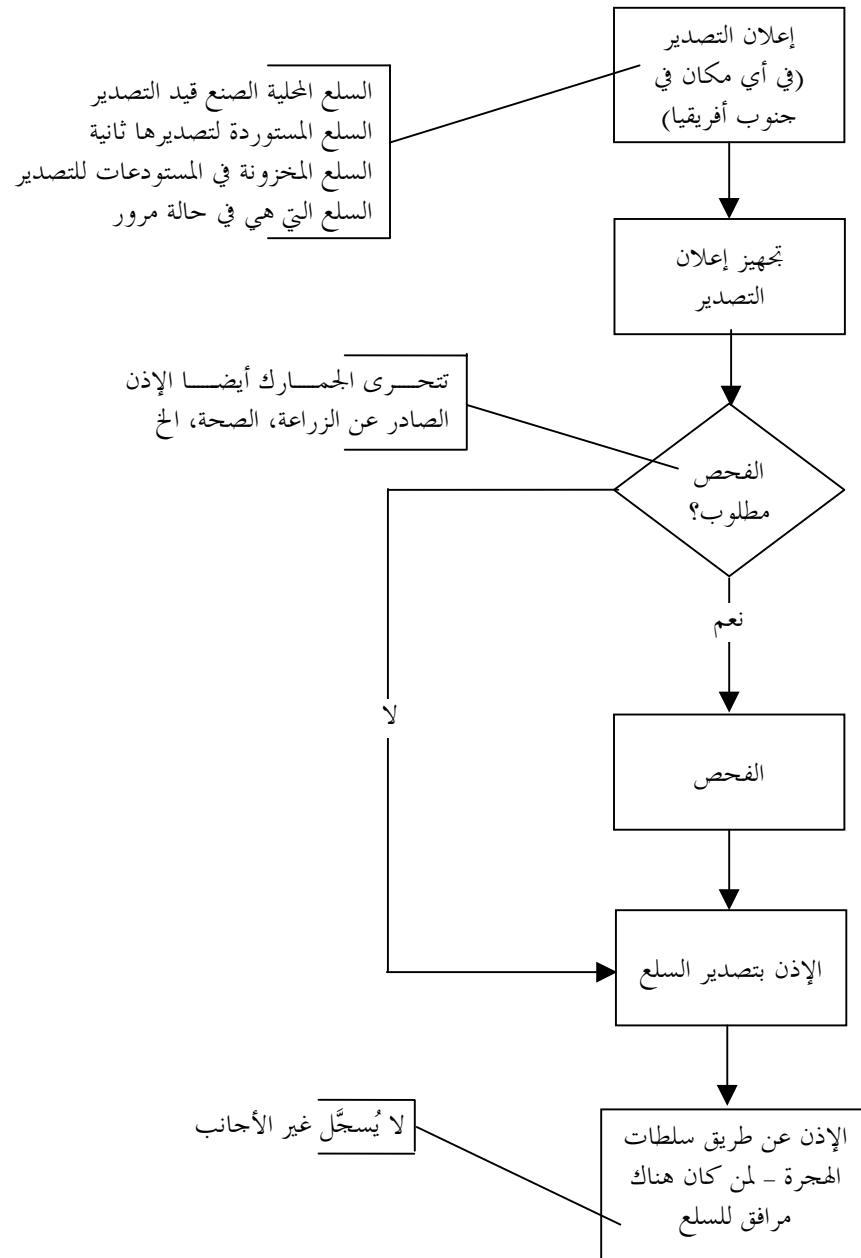 إعلان التصدير
(في أي مكان في
جنوب أفريقيا)
السلع المحلية الصنع قيد التصدير
السلع المستوردة لتصديرها ثانية
السلع المخزونة في المستودعات للتصدير
السلع التي هي في حالة مرور
تجهيز إعلان
التصدير
تتحرى الجمارك أيضا الإذن
الصادر عن الزراعة، الصحة، الخ
الفحص
مطلوب؟
نعم
لا
الفحص
الإذن بتصدير السلع
الإذن عن طريق سلطات
الهجرة – لمن كان هناك
مرافق للسلع
لا يُسجَّل غير الأجانب